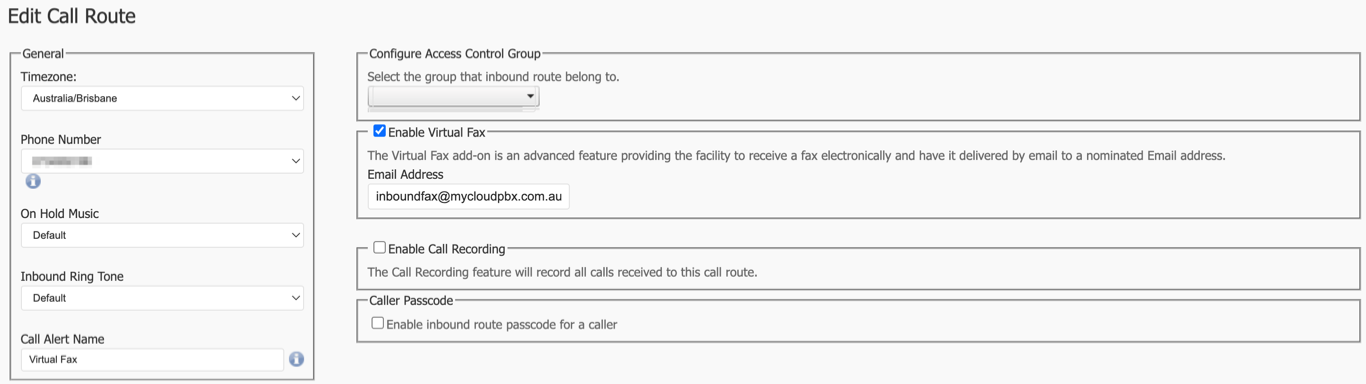 Edit Call Route
General
Timezone:
Australia/Brisbane
Phone Number
On Hold Music
Default
Inbound Ring Tone
Default
Call Alert Name
Virtual Fax
Configure Access Control Group
Select the group that inbound route belong to.
Enable Virtual Fax
The Virtual Fax add-on is an advanced feature providing the facility to receive a fax electronically and have it delivered by email to a nominated Email address.
Email Address
inboundfax@mycloudpbx.com.au
Enable Call Recording
The Call Recording feature will record all calls received to this call route.
Caller Passcode
Enable inbound route passcode for a caller